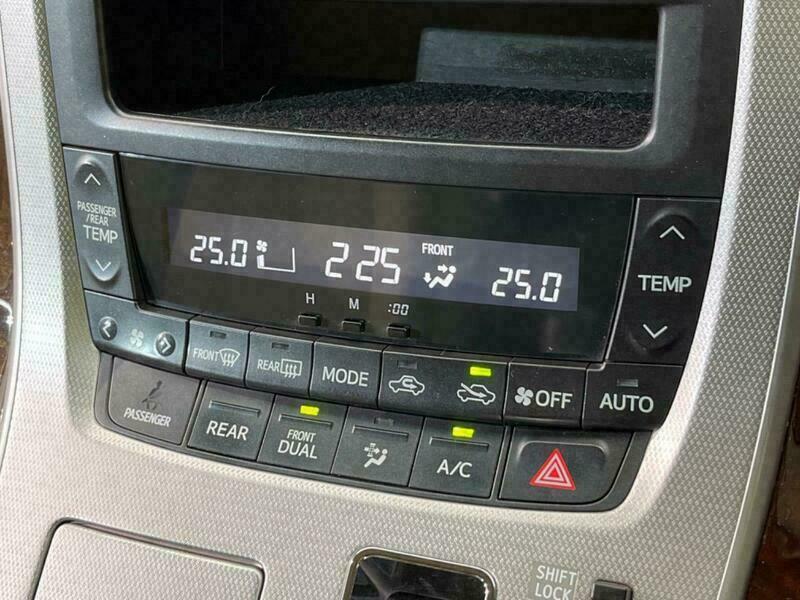 PASSENGER
/REAR
TEMP
25.0
2 25
FRONT
25.0
H M :00
TEMP
FRONT
REAR
MODE
OFF
AUTO
PASSENGER
REAR
FRONT
DUAL
A/C
SHIFT
LOCK